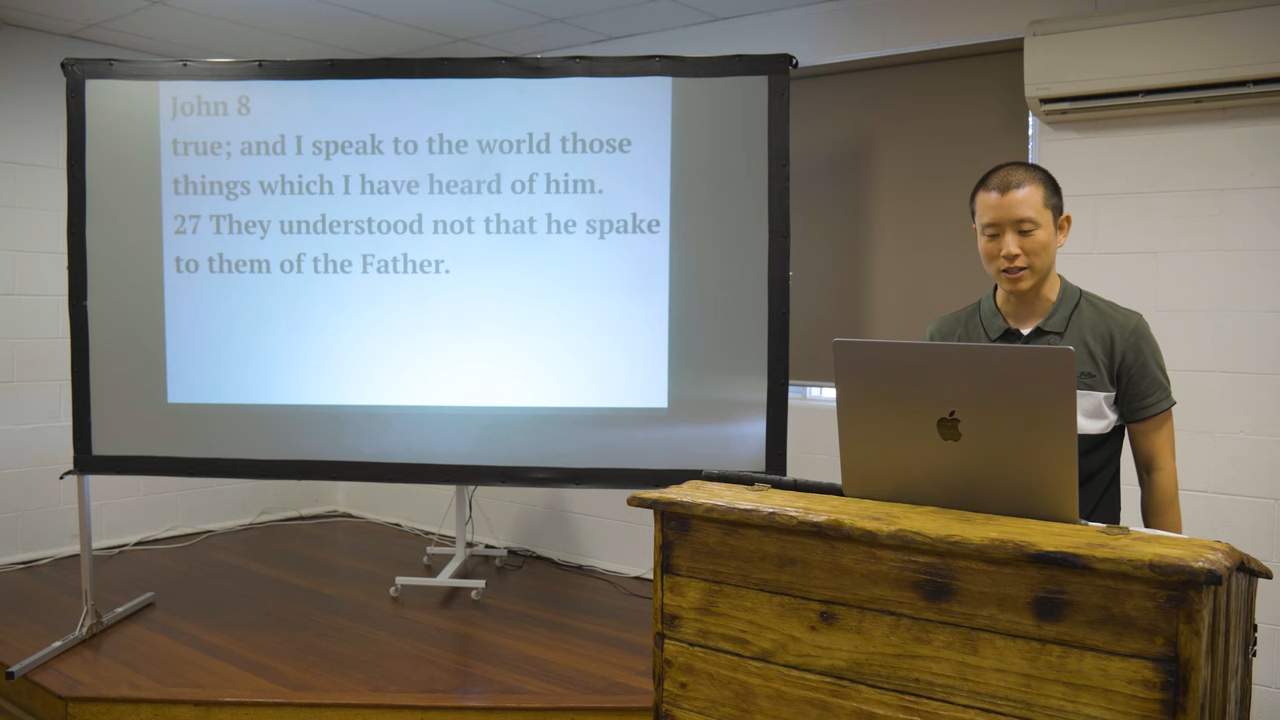 John 8
true; and I speak to the world those
things which I have heard of him.
27 They understood not that he spake
to them of the Father.